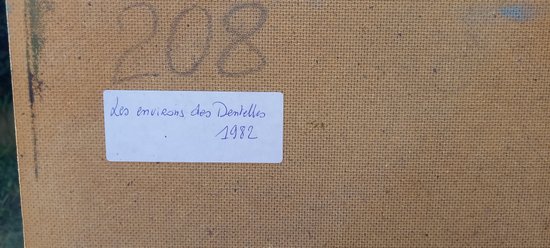 208
Les environs des Dentelles
1982